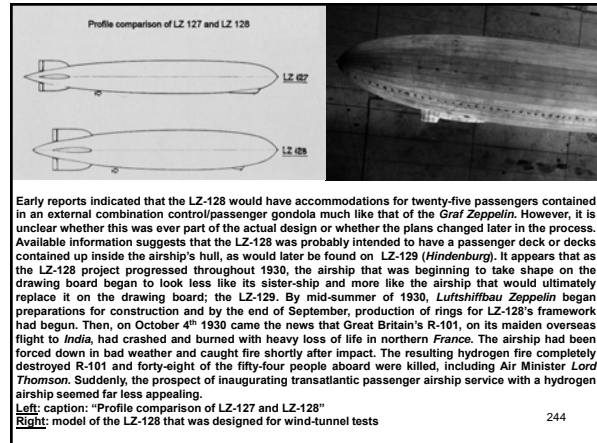 Profile comparison of LZ 127 and LZ 128
LZ 127
LZ 128
Early reports indicated that the LZ-128 would have accommodations for twenty-five passengers contained
in an external combination control/passenger gondola much like that of the Graf Zeppelin. However, it is
unclear whether this was ever part of the actual design or whether the plans changed later in the process.
Available information suggests that the LZ-128 was probably intended to have a passenger deck or decks
contained up inside the airship's hull, as would later be found on LZ-129 (Hindenburg). It appears that as
the LZ-128 project progressed throughout 1930, the airship that was beginning to take shape on the
drawing board began to look less like its sister-ship and more like the airship that would ultimately
replace it on the drawing board; the LZ-129. By mid-summer of 1930, Luftshiffbau Zeppelin began
preparations for construction and by the end of September, production of rings for LZ-128's framework
had begun. Then, on October 4th 1930 came the news that Great Britain's R-101, on its maiden overseas
flight to India, had crashed and burned with heavy loss of life in northern France. The airship had been
forced down in bad weather and caught fire shortly after impact. The resulting hydrogen fire completely
destroyed R-101 and forty-eight of the fifty-four people aboard were killed, including Air Minister Lord
Thomson. Suddenly, the prospect of inaugurating transatlantic passenger airship service with a hydrogen
airship seemed far less appealing.
Left: caption: "Profile comparison of LZ-127 and LZ-128"
Right: model of the LZ-128 that was designed for wind-tunnel tests
244